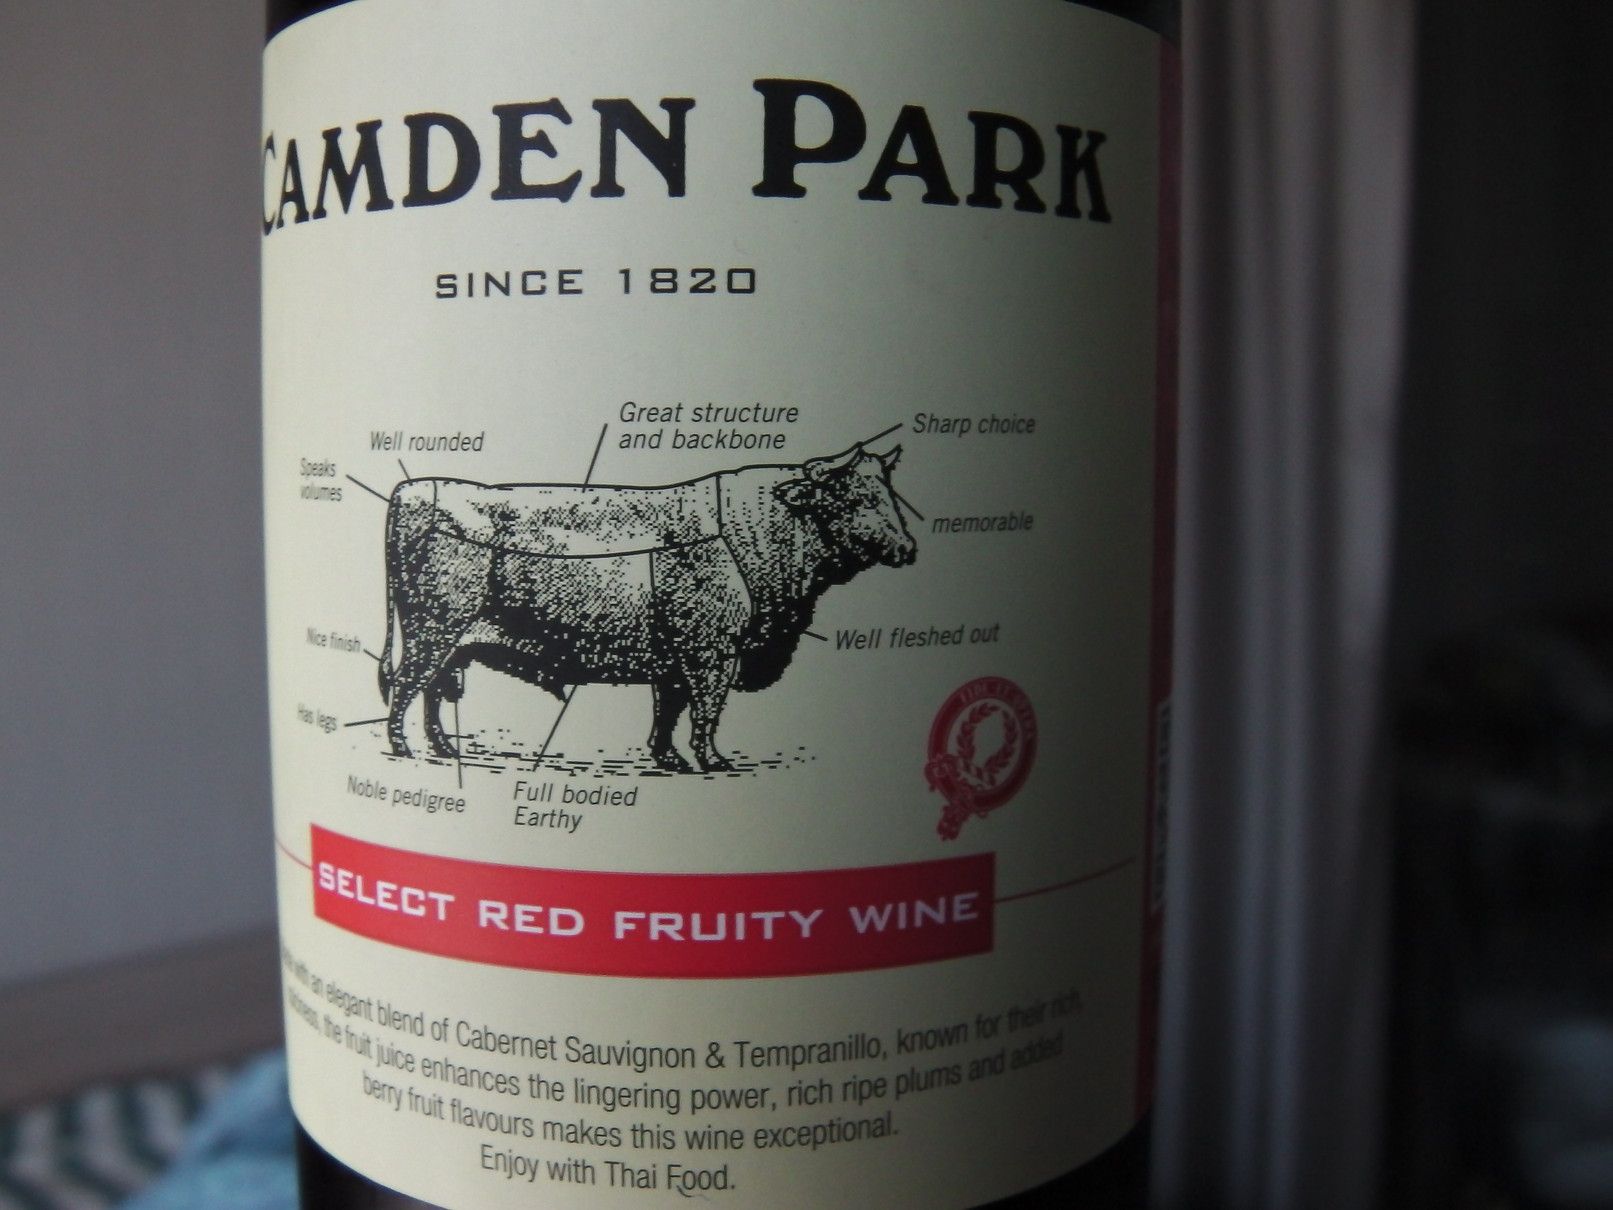 CAMDEN PARK
SINCE 1820
Great structure
and backbone
Sharp choice
Well rounded
Speaks
volumes
memorable
Nice finish
Well fleshed out
Has legs
Noble pedigree
Full bodied
Earthy
SELECT RED FRUITY WINE
with an elegant blend of Cabernet Sauvignon & Tempranillo, known for their rich,
the fruit juice enhances the lingering power, rich ripe plums and added
berry fruit flavours makes this wine exceptional.
Enjoy with Thai Food.